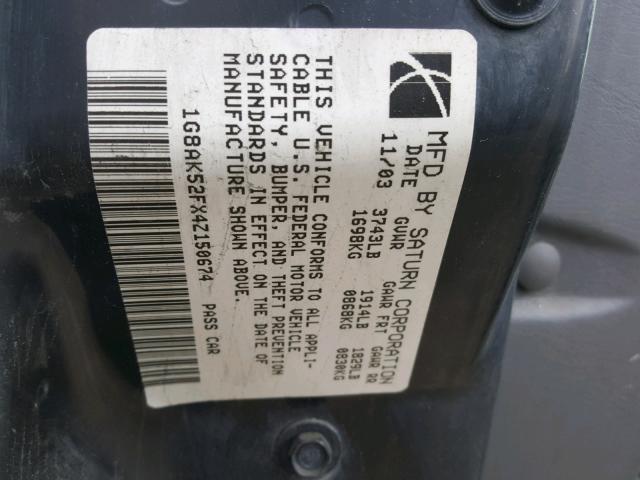 MFD BY SATURN CORPORATION
DATE GVWR GAWR FRT GAWR RR
11/03 3743LB 1914LB 1829LB
1698KG 0868KG 0830KG
THIS VEHICLE CONFORMS TO ALL APPLI-
CABLE U.S. FEDERAL MOTOR VEHICLE
SAFETY, BUMPER, AND THEFT PREVENTION
STANDARDS IN EFFECT ON THE DATE OF
MANUFACTURE SHOWN ABOVE.
1G8AK52FX4Z150674 PASS CAR